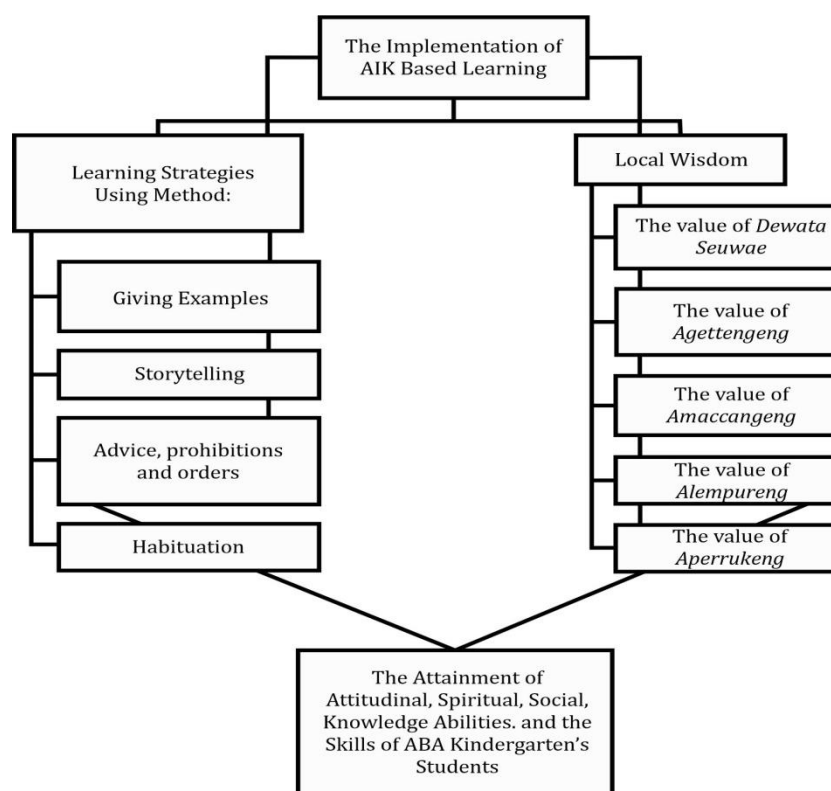 The Implementation of
AIK Based Learning
Learning Strategies
Using Method:
Giving Examples
Storytelling
Advice, prohibitions
and orders
Habituation
Local Wisdom
The value of Dewata
Seuwae
The value of
Agettengeng
The value of
Amaccangeng
The value of
Alempureng
The value of
Aperrukeng
The Attainment of
Attitudinal, Spiritual, Social,
Knowledge Abilities. and the
Skills of ABA Kindergarten’s
Students